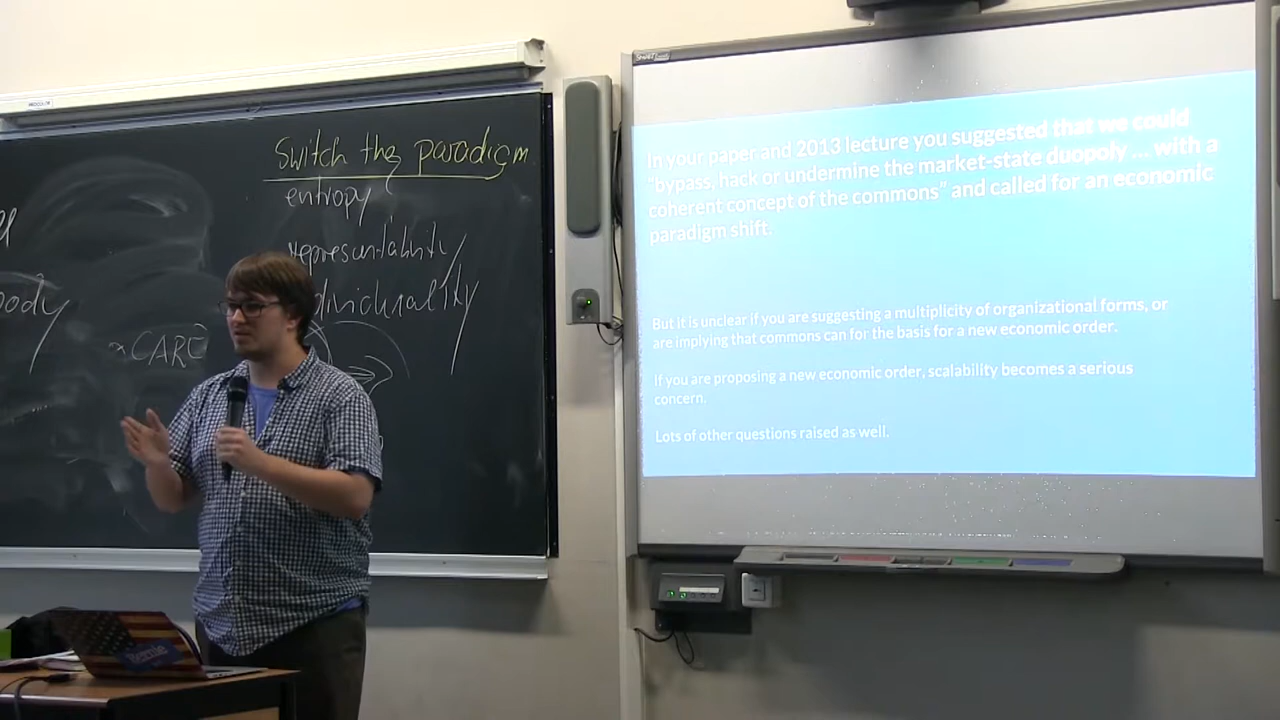 Switch the paradigm
entropy
representability
CARE
SMART
In your paper and 2013 lecture you suggested that we could
"bypass, hack or undermine the market-state duopoly ... with a
coherent concept of the commons" and called for an economic
paradigm shift.
But it is unclear if you are suggesting a multiplicity of organizational forms, or
are implying that commons can for the basis for a new economic order.
If you are proposing a new economic order, scalability becomes a serious
concern.
Lots of other questions raised as well.
Bernie